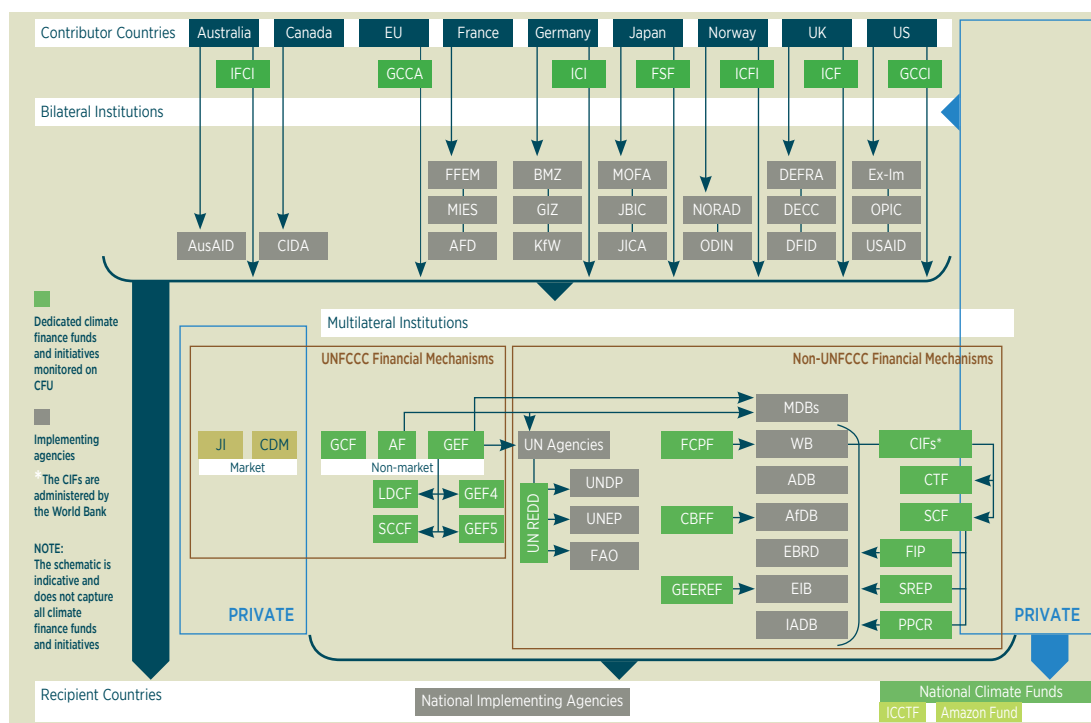 Contributor Countries
Australia
Canada
EU
France
Germany
Japan
Norway
UK
US
IFCI
GCCA
ICI
FSF
ICFI
ICF
GCCI
Bilateral Institutions
FFEM
BMZ
MOFA
DEFRA
Ex-Im
MIES
GIZ
JBIC
NORAD
DECC
OPIC
AusAID
CIDA
AFD
KfW
JICA
ODIN
DFID
USAID
Dedicated climate
finance funds
and initiatives
monitored on
CFU
Implementing
agencies
*The CIFs are
administered by
the World Bank
NOTE:
The schematic is
indicative and
does not capture
all climate
finance funds
and initiatives
Multilateral Institutions
UNFCCC Financial Mechanisms
Non-UNFCCC Financial Mechanisms
JI
CDM
Market
GCF
AF
GEF
Non-market
LDCF
GEF4
SCCF
GEF5
UN Agencies
UN REDD
UNDP
UNEP
FAO
MDBs
FCPF
WB
CIFs*
ADB
CTF
CBFF
AfDB
SCF
EBRD
FIP
GEEREF
EIB
SREP
IADB
PPCR
PRIVATE
PRIVATE
Recipient Countries
National Implementing Agencies
National Climate Funds
ICCTF
Amazon Fund